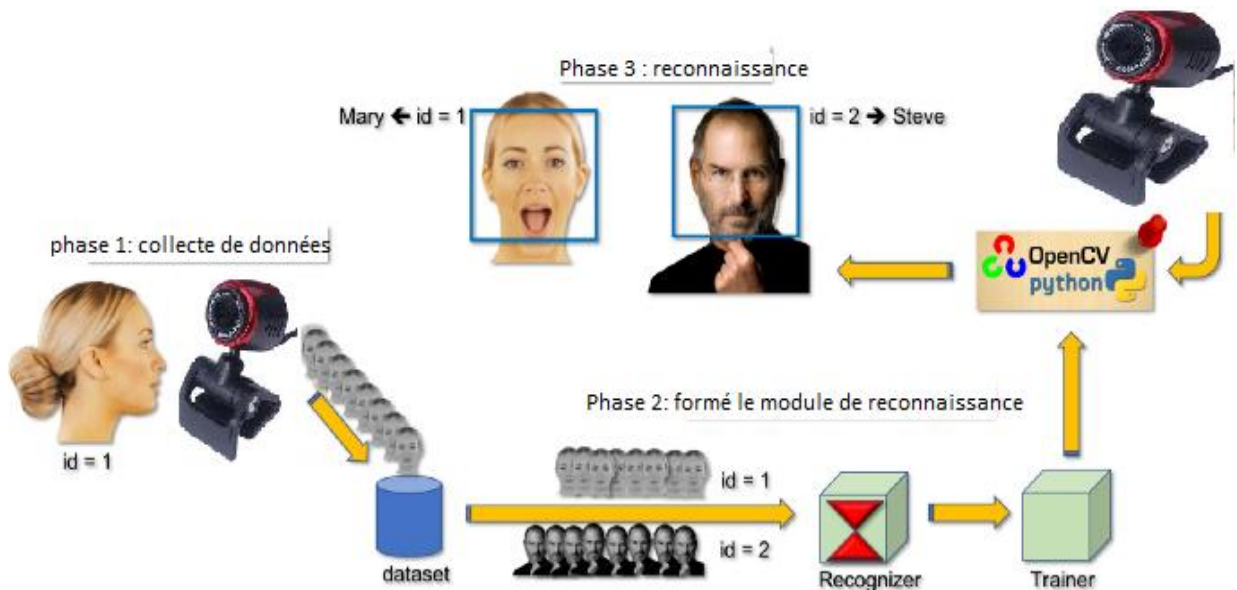 Phase 3 : reconnaissance
Mary ← id = 1
id = 2 → Steve
phase 1: collecte de données
OpenCV
python
id = 1
Phase 2: formé le module de reconnaissance
id = 1
id = 2
dataset
Recognizer
Trainer